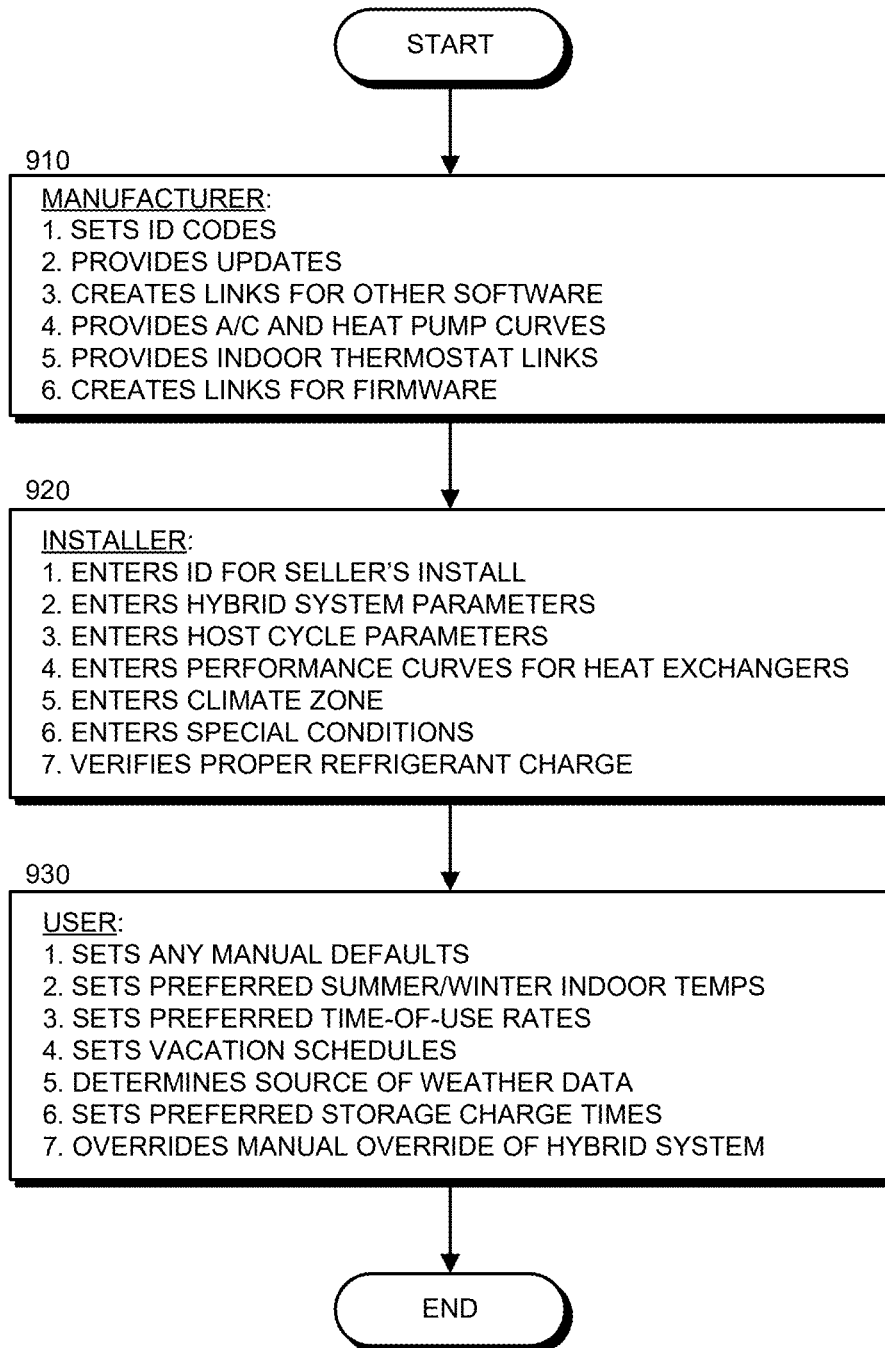 START
910
MANUFACTURER:
1. SETS ID CODES
2. PROVIDES UPDATES
3. CREATES LINKS FOR OTHER SOFTWARE
4. PROVIDES A/C AND HEAT PUMP CURVES
5. PROVIDES INDOOR THERMOSTAT LINKS
6. CREATES LINKS FOR FIRMWARE
920
INSTALLER:
1. ENTERS ID FOR SELLER'S INSTALL
2. ENTERS HYBRID SYSTEM PARAMETERS
3. ENTERS HOST CYCLE PARAMETERS
4. ENTERS PERFORMANCE CURVES FOR HEAT EXCHANGERS
5. ENTERS CLIMATE ZONE
6. ENTERS SPECIAL CONDITIONS
7. VERIFIES PROPER REFRIGERANT CHARGE
930
USER:
1. SETS ANY MANUAL DEFAULTS
2. SETS PREFERRED SUMMER/WINTER INDOOR TEMPS
3. SETS PREFERRED TIME-OF-USE RATES
4. SETS VACATION SCHEDULES
5. DETERMINES SOURCE OF WEATHER DATA
6. SETS PREFERRED STORAGE CHARGE TIMES
7. OVERRIDES MANUAL OVERRIDE OF HYBRID SYSTEM
END